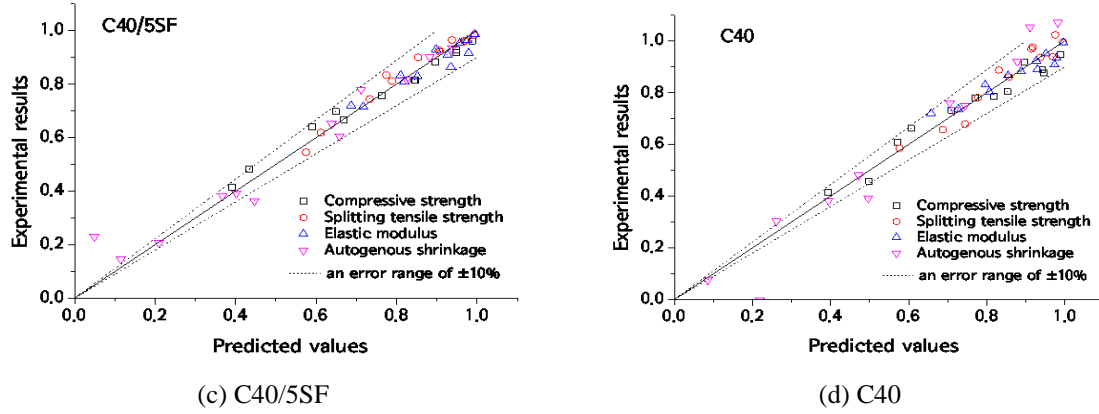 C40/5SF
Experimental results
1.0
0.8
0.6
0.4
0.2
0.0
Compressive strength
Splitting tensile strength
Elastic modulus
Autogenous shrinkage
an error range of ±10%
0.0 0.2 0.4 0.6 0.8 1.0
Predicted values
(c) C40/5SF
C40
Experimental results
1.0
0.8
0.6
0.4
0.2
0.0
Compressive strength
Splitting tensile strength
Elastic modulus
Autogenous shrinkage
an error range of ±10%
0.0 0.2 0.4 0.6 0.8 1.0
Predicted values
(d) C40